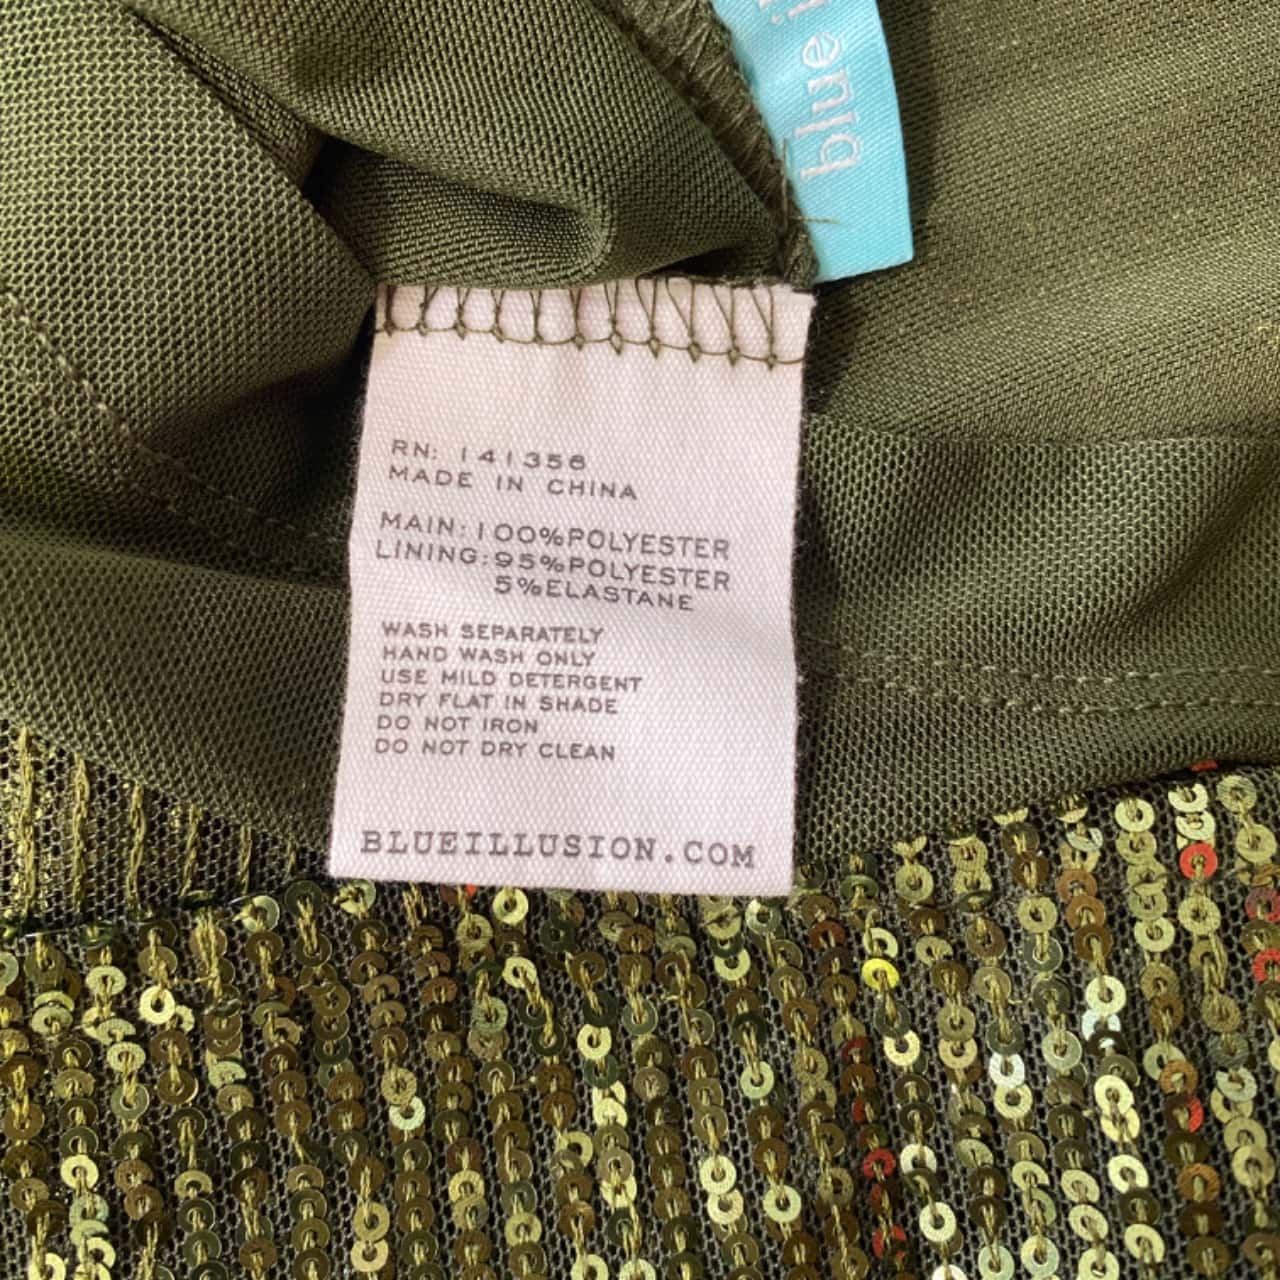 blue i
RN: 141356
MADE IN CHINA
MAIN:100%POLYESTER
LINING:95%POLYESTER
5%ELASTANE
WASH SEPARATELY
HAND WASH ONLY
USE MILD DETERGENT
DRY FLAT IN SHADE
DO NOT IRON
DO NOT DRY CLEAN
BLUEILLUSION.COM